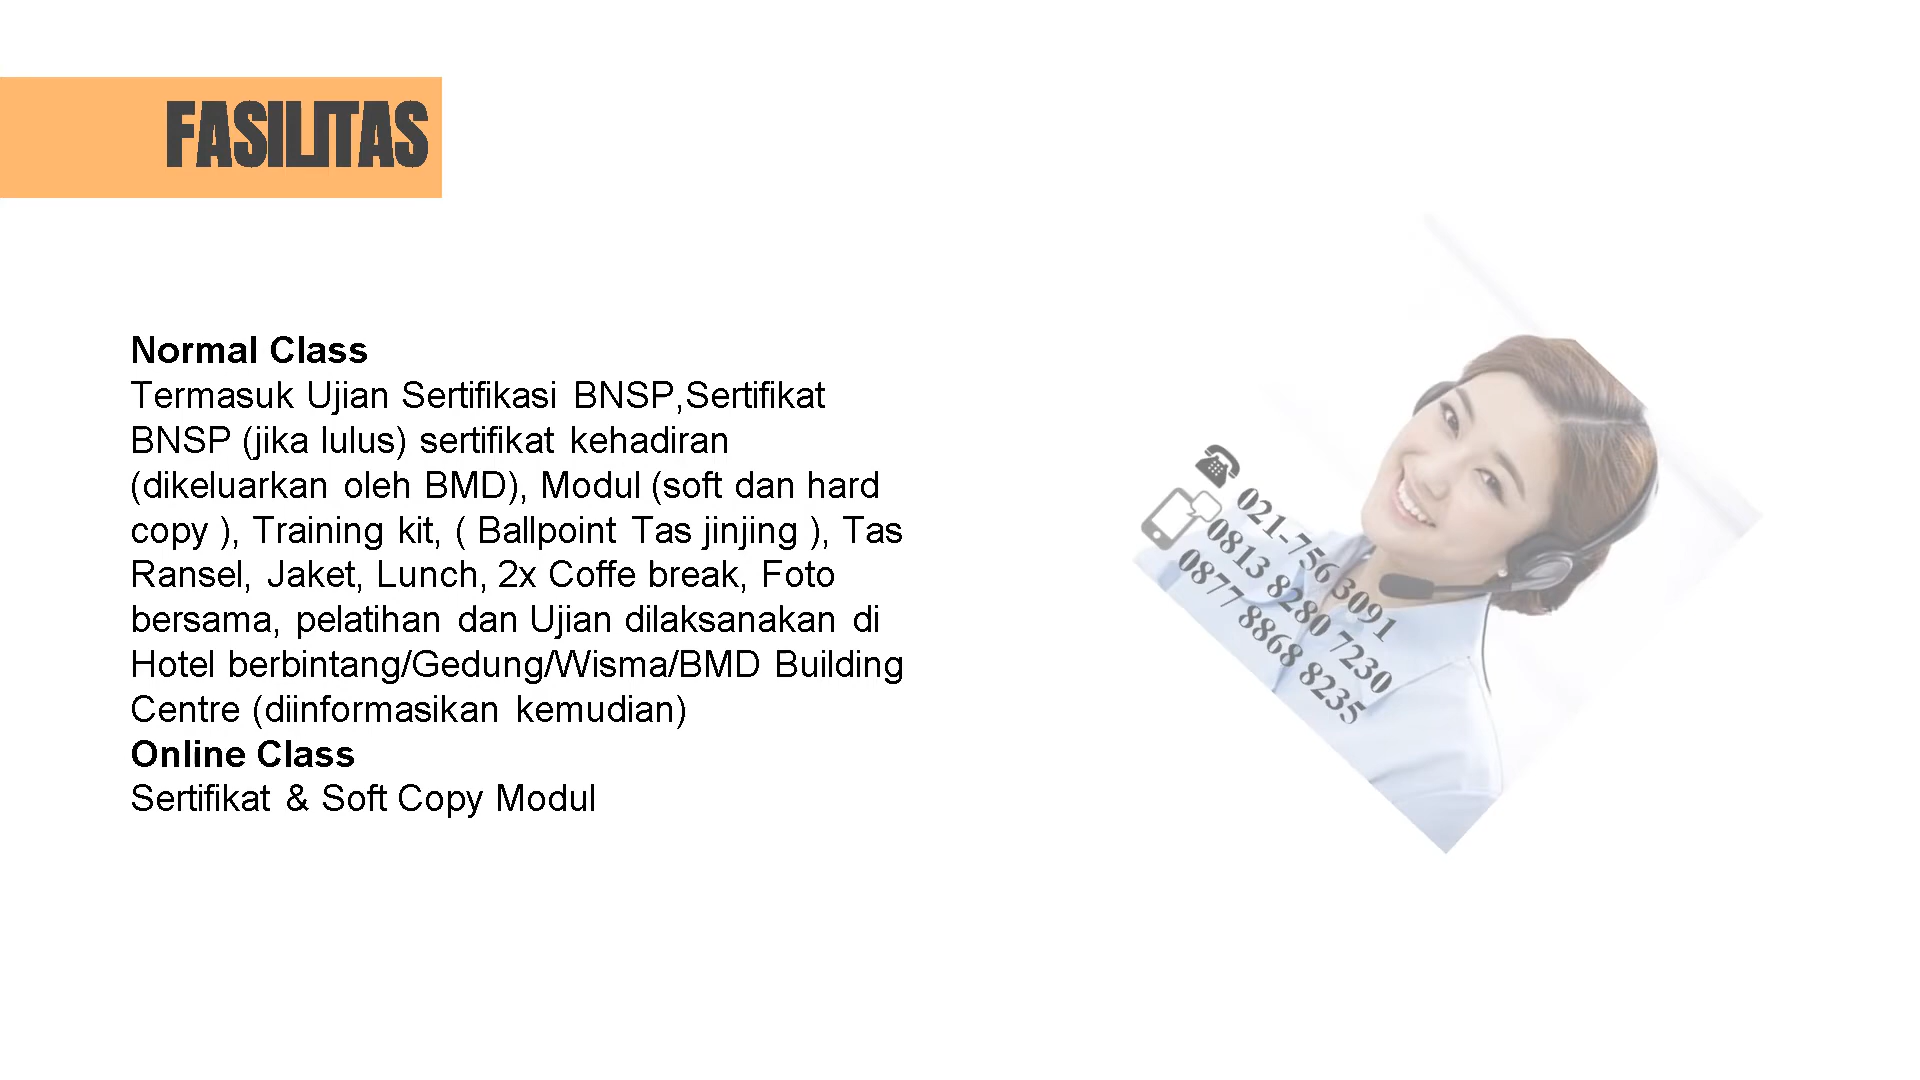 FASILITAS
Normal Class
Termasuk Ujian Sertifikasi BNSP,Sertifikat
BNSP (jika lulus) sertifikat kehadiran
(dikeluarkan oleh BMD), Modul (soft dan hard
copy ), Training kit, ( Ballpoint Tas jinjing ), Tas
Ransel, Jaket, Lunch, 2x Coffe break, Foto
bersama, pelatihan dan Ujian dilaksanakan di
Hotel berbintang/Gedung/Wisma/BMD Building
Centre (diinformasikan kemudian)
Online Class
Sertifikat & Soft Copy Modul
021-756 3091
0813 8280 7230
0877 8868 8235